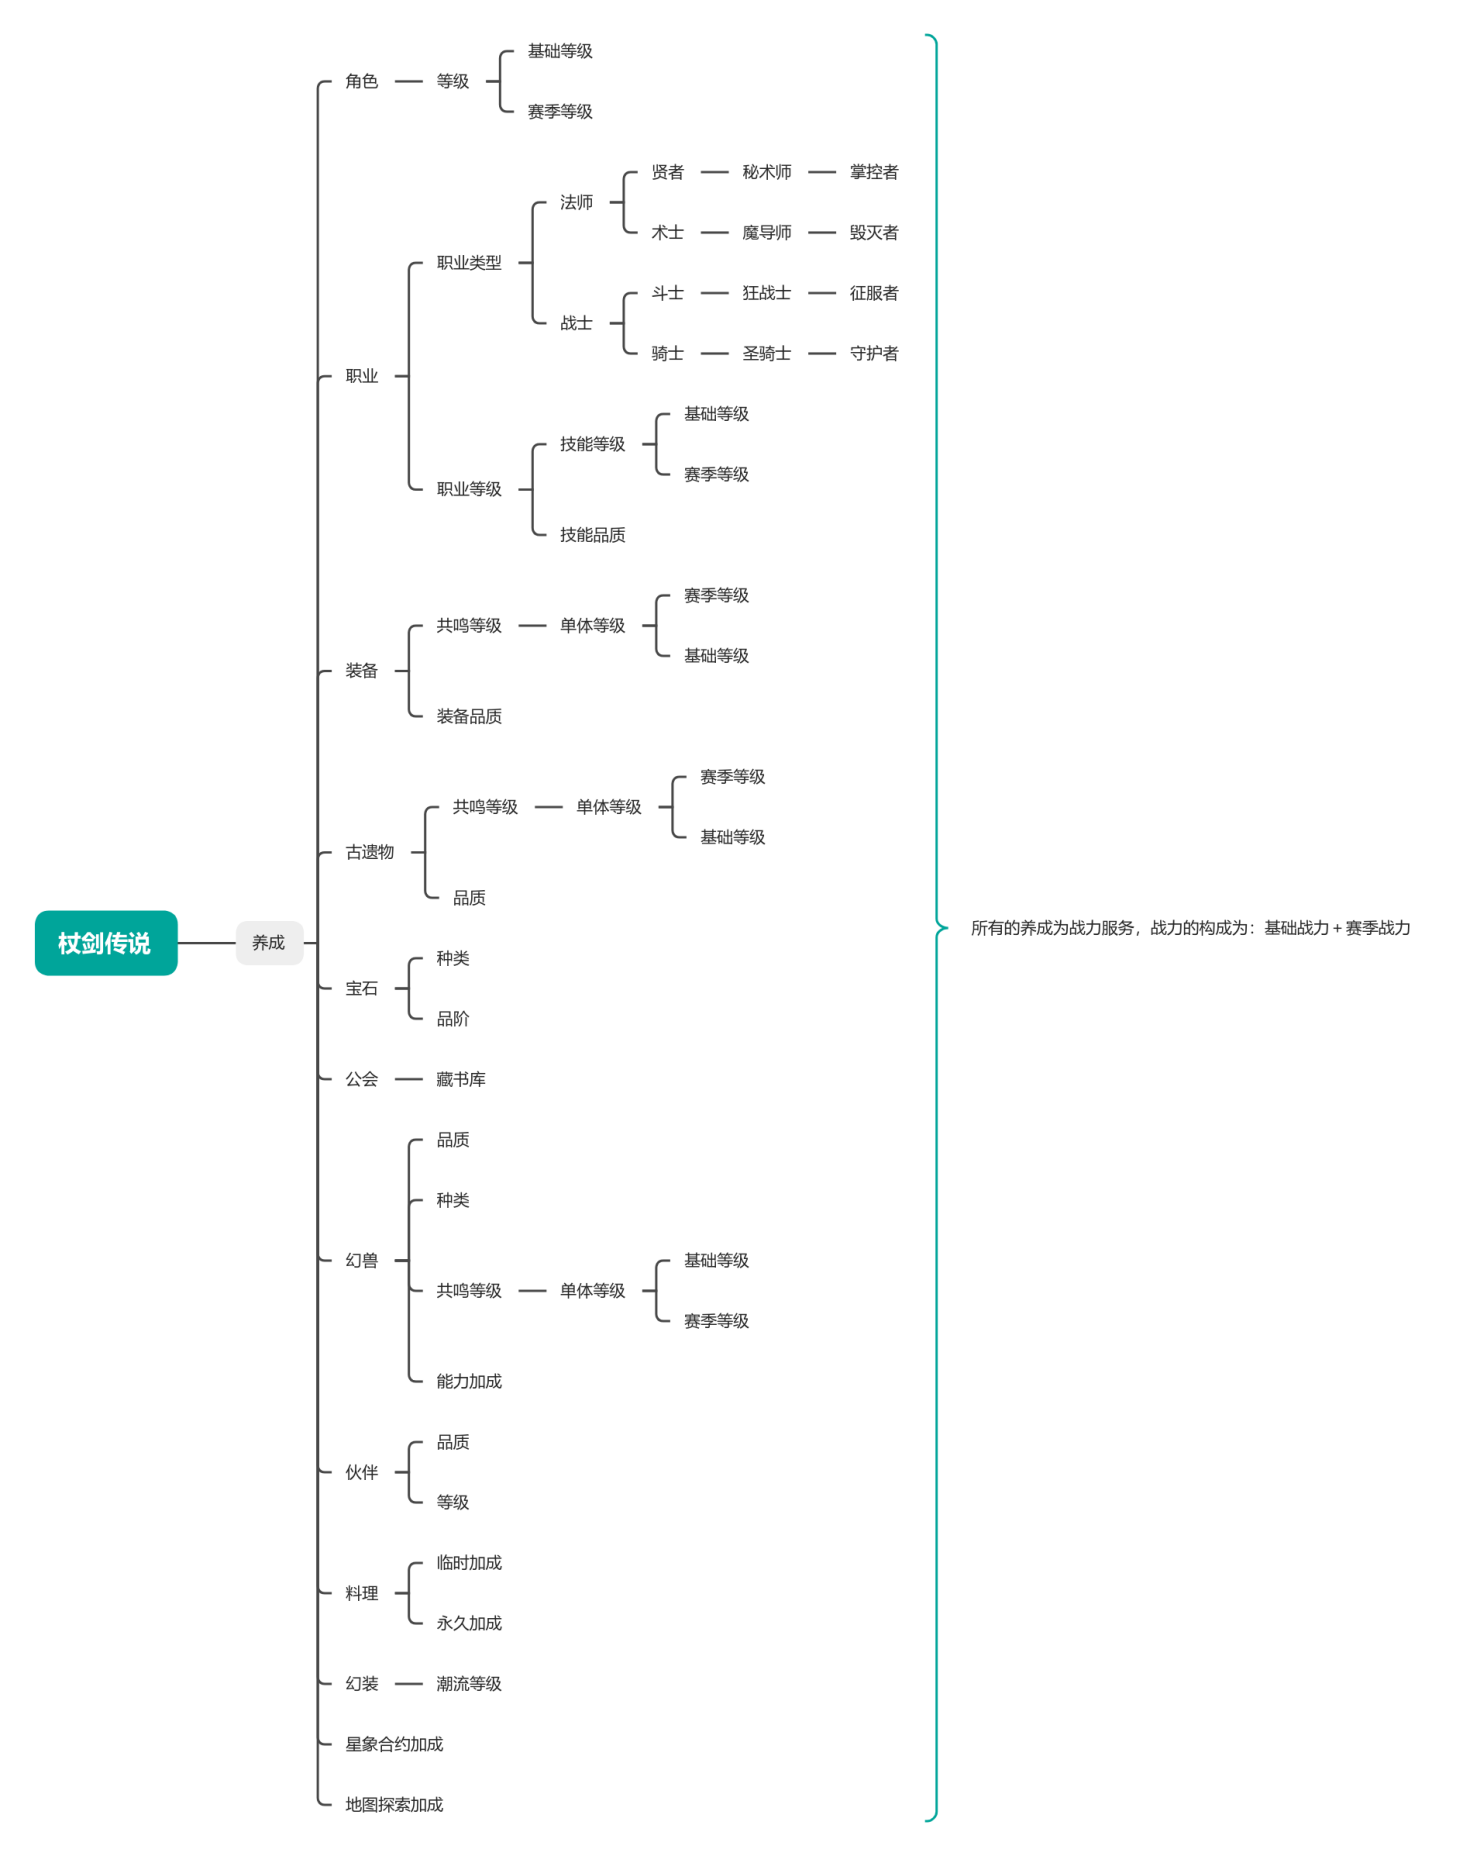 基础等级
角色
等级
赛季等级
贤者
秘术师
掌控者
法师
术士
魔导师
毁灭者
职业类型
斗士
狂战士
征服者
战士
骑士
圣骑士
守护者
职业
基础等级
技能等级
赛季等级
职业等级
技能品质
赛季等级
共鸣等级
单体等级
基础等级
装备
装备品质
赛季等级
共鸣等级
单体等级
基础等级
古遗物
品质
杖剑传说
养成
所有的养成为战力服务，战力的构成为：基础战力 + 赛季战力
种类
宝石
品阶
公会
藏书库
品质
种类
幻兽
基础等级
共鸣等级
单体等级
赛季等级
能力加成
品质
伙伴
等级
临时加成
料理
永久加成
幻装
潮流等级
星象合约加成
地图探索加成